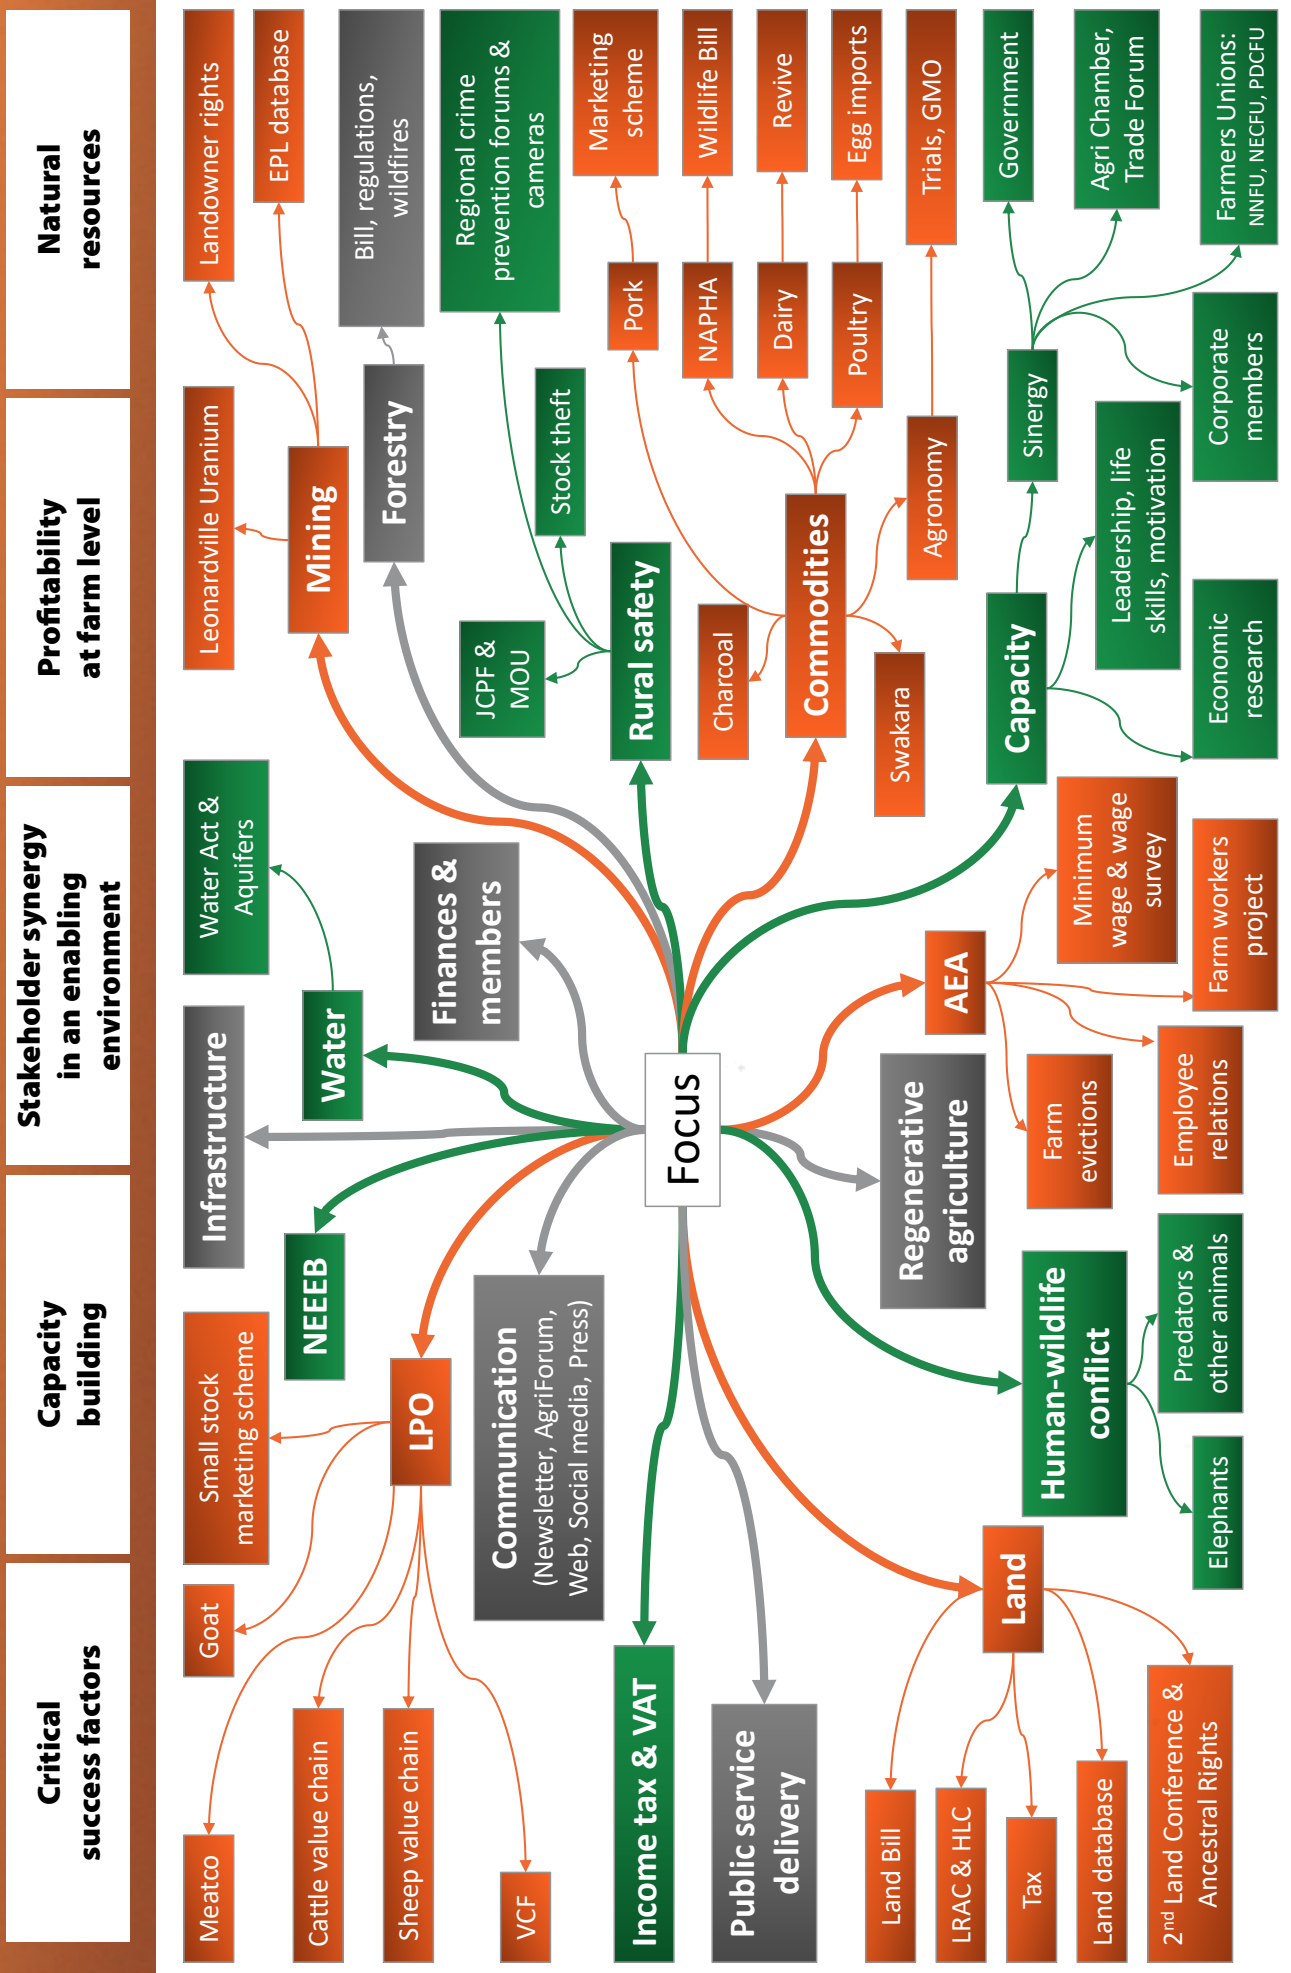 Critical
success factors
Capacity
building
Stakeholder synergy
in an enabling
environment
Profitability
at farm level
Natural
resources
Meatco
Goat
Small stock
marketing scheme
Cattle value chain
Sheep value chain
VCF
LPO
NEEEB
Infrastructure
Water
Water Act &
Aquifers
Leonardville Uranium
Landowner rights
EPL database
Mining
Forestry
Bill, regulations,
wildfires
Communication
(Newsletter, AgriForum,
Web, Social media, Press)
Finances &
members
JCPF &
MOU
Stock theft
Regional crime
prevention forums &
cameras
Rural safety
Income tax & VAT
Focus
Public service
delivery
Charcoal
Pork
Marketing
scheme
NAPHA
Wildlife Bill
Dairy
Revive
Poultry
Egg imports
Commodities
Swakara
Agronomy
Trials, GMO
Land
Land Bill
LRAC & HLC
Tax
Land database
2nd Land Conference &
Ancestral Rights
Regenerative
agriculture
Human-wildlife
conflict
Elephants
Predators &
other animals
AEA
Farm
evictions
Employee
relations
Farm workers
project
Minimum
wage & wage
survey
Capacity
Economic
research
Leadership, life
skills, motivation
Sinergy
Corporate
members
Government
Agri Chamber,
Trade Forum
Farmers Unions:
NNFU, NECFU, PDCFU